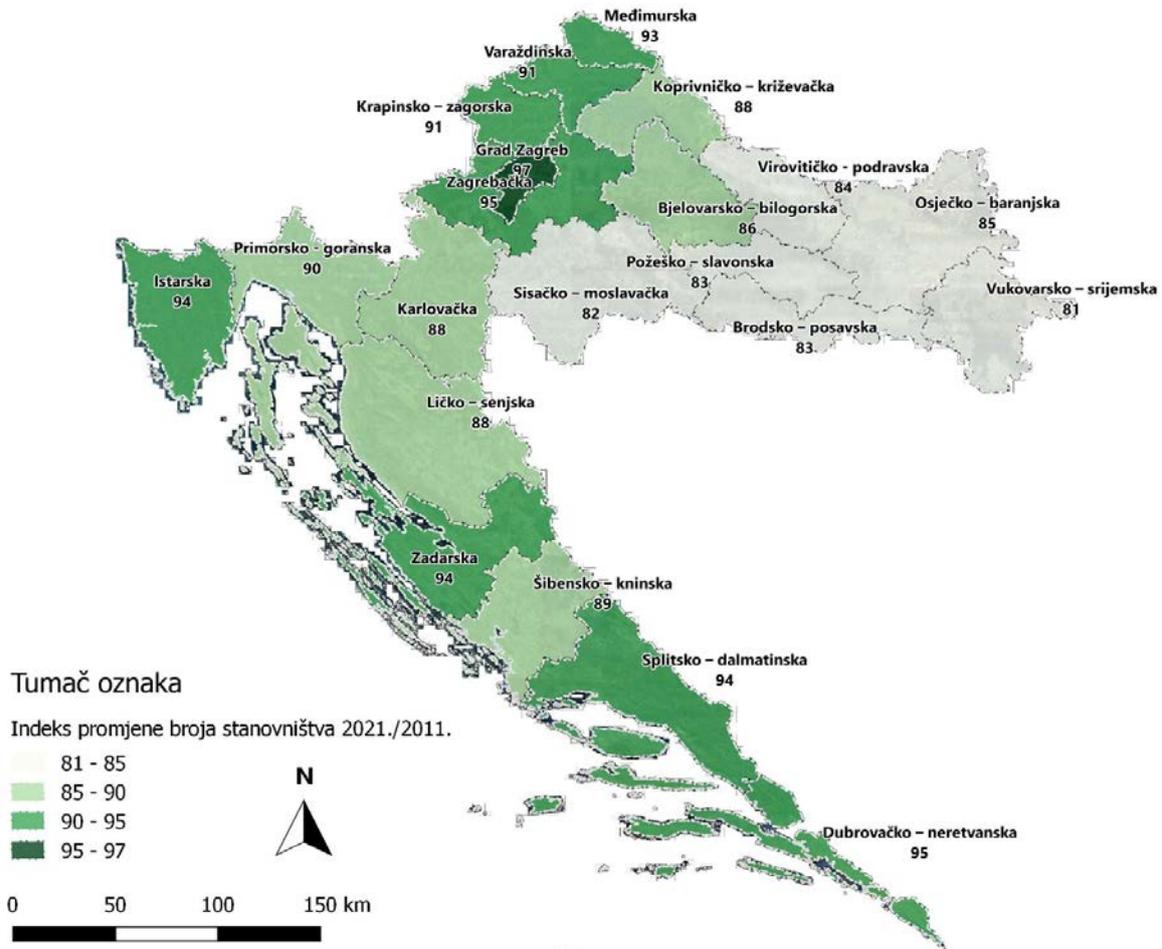 Međimurska
93
Varaždinska
91
Koprivničko – križevačka
88
Krapinsko – zagorska
91
Grad Zagreb
97
Zagrebačka
95
Virovitičko - podravska
84
Osječko – baranjska
85
Bjelovarsko – bilogorska
86
Primorsko - goranska
90
Požeško – slavonska
83
Istarska
94
Sisačko – moslavačka
82
Vukovarsko – srijemska
81
Karlovačka
88
Brodsko – posavska
83
Ličko – senjska
88
Zadarska
94
Šibensko – kninska
89
Splitsko – dalmatinska
94
Dubrovačko – neretvanska
95
Tumač oznaka
Indeks promjene broja stanovništva 2021./2011.
81 - 85
85 - 90
90 - 95
95 - 97
N
0 50 100 150 km